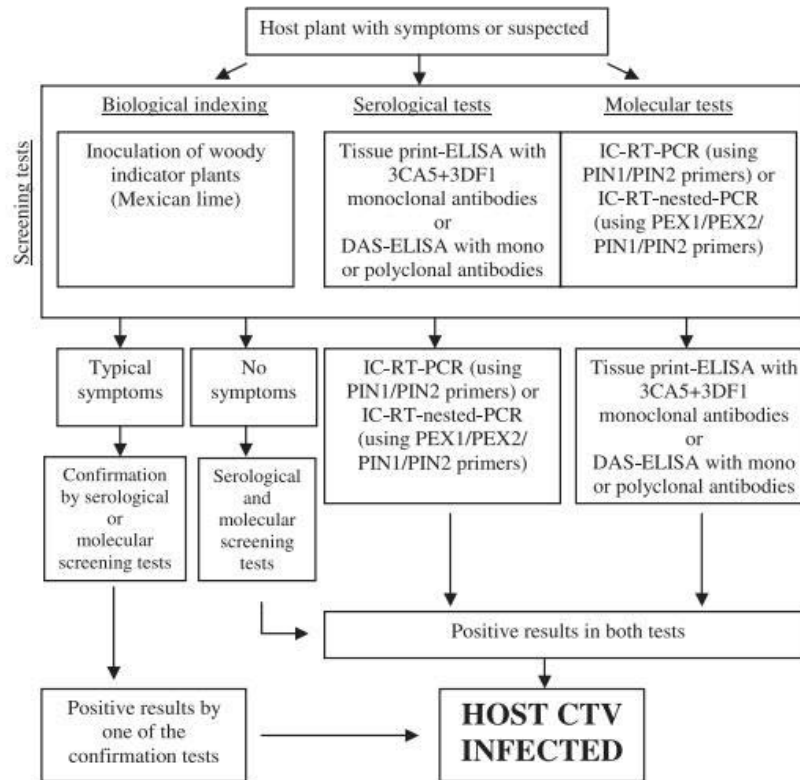 Host plant with symptoms or suspected
Screening tests
Biological indexing
Inoculation of woody
indicator plants
(Mexican lime)
Serological tests
Tissue print-ELISA with
3CA5+3DF1
monoclonal antibodies
or
DAS-ELISA with mono
or polyclonal antibodies
Molecular tests
IC-RT-PCR (using
PIN1/PIN2 primers) or
IC-RT-nested-PCR
(using PEX1/PEX2/
PIN1/PIN2 primers)
Typical
symptoms
No
symptoms
IC-RT-PCR (using
PIN1/PIN2 primers) or
IC-RT-nested-PCR
(using PEX1/PEX2/
PIN1/PIN2 primers)
Tissue print-ELISA with
3CA5+3DF1
monoclonal antibodies
or
DAS-ELISA with mono
or polyclonal antibodies
Confirmation
by serological
or
molecular
screening tests
Serological
and
molecular
screening
tests
Positive results in both tests
Positive results by
one of the
confirmation tests
HOST CTV
INFECTED